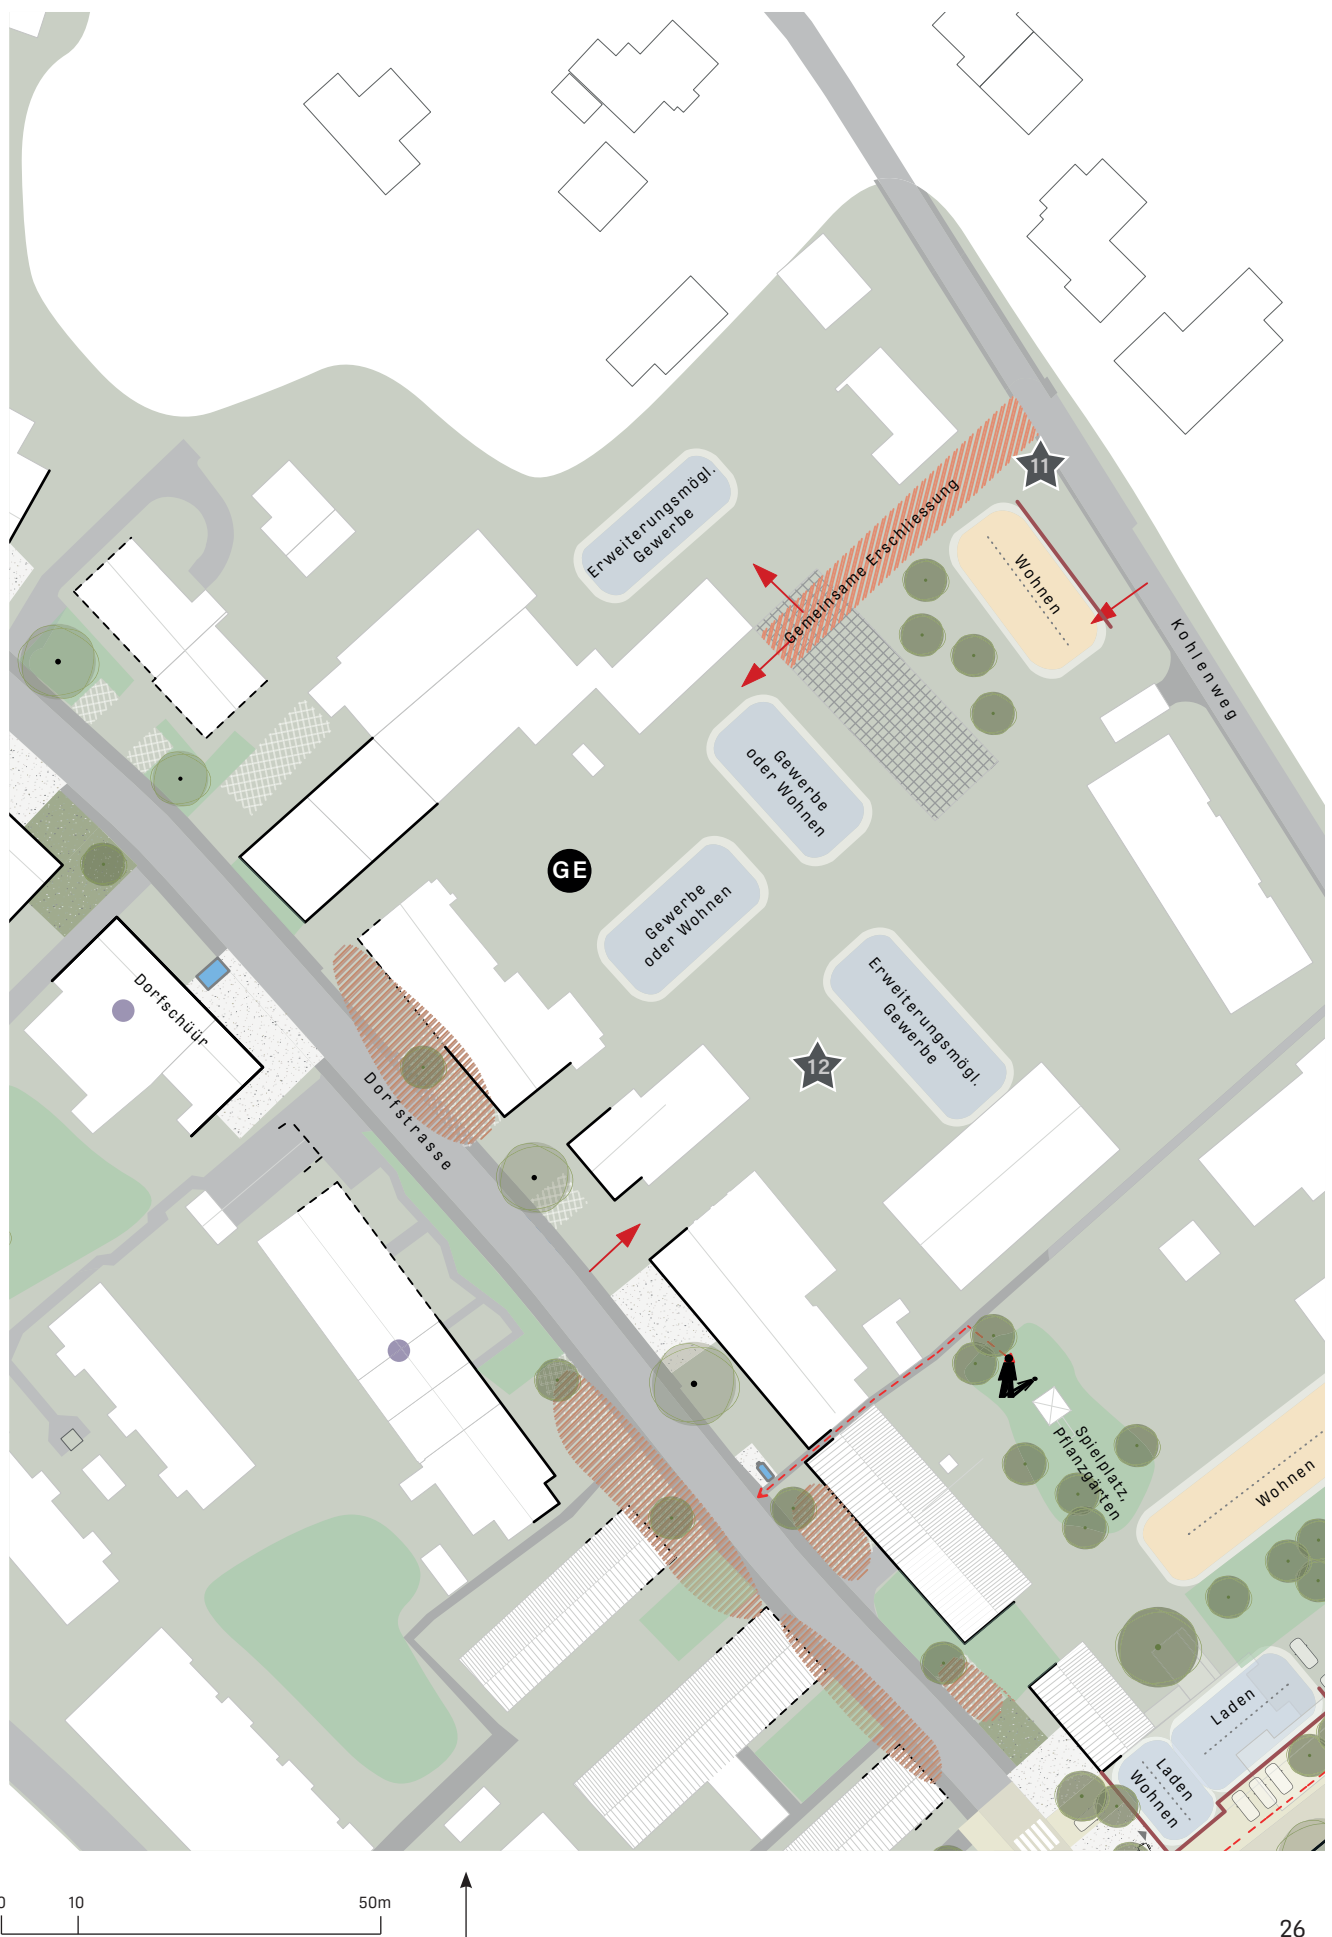 11
Erweiterungsmögl.
Gewerbe
Gemeinsame Erschliessung
Wohnen
Kohlenweg
Gewerbe
oder Wohnen
GE
Gewerbe
oder Wohnen
Dorfschüür
Erweiterungsmögl.
Gewerbe
12
Dorfstrasse
Spielplatz,
Pflanzgärten
Wohnen
Laden
Laden
Wohnen
0 10 50m
26